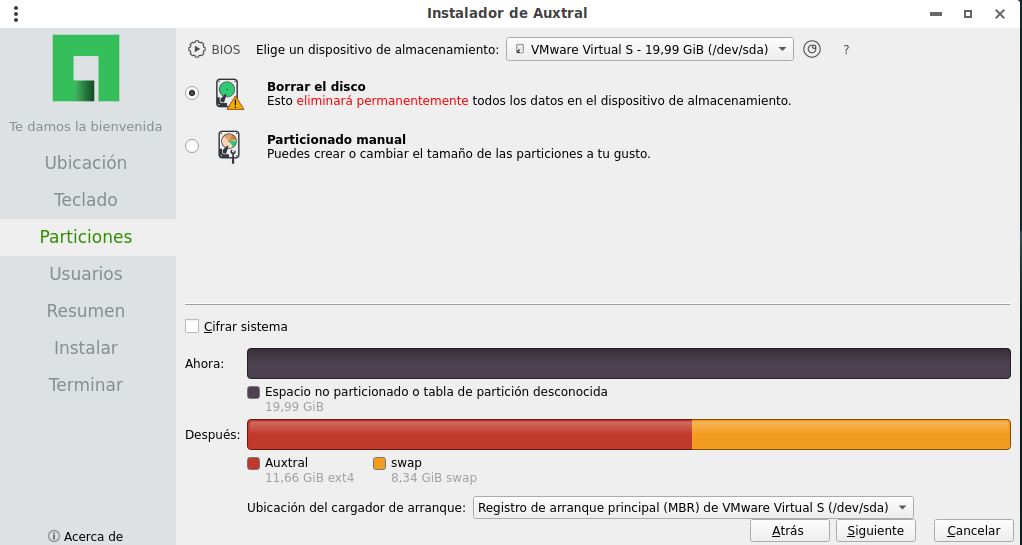 Instalador de Auxtral
BIOS Elige un dispositivo de almacenamiento: VMware Virtual S - 19,99 GiB (/dev/sda) ?
Te damos la bienvenida
Ubicación
Teclado
Particiones
Usuarios
Resumen
Instalar
Terminar
Acerca de
Borrar el disco
Esto eliminará permanentemente todos los datos en el dispositivo de almacenamiento.
Particionado manual
Puedes crear o cambiar el tamaño de las particiones a tu gusto.
Cifrar sistema
Ahora:
Espacio no particionado o tabla de partición desconocida
19,99 GiB
Después:
Auxtral swap
11,66 GiB ext4 8,34 GiB swap
Ubicación del cargador de arranque: Registro de arranque principal (MBR) de VMware Virtual S (/dev/sda)
Atrás Siguiente Cancelar